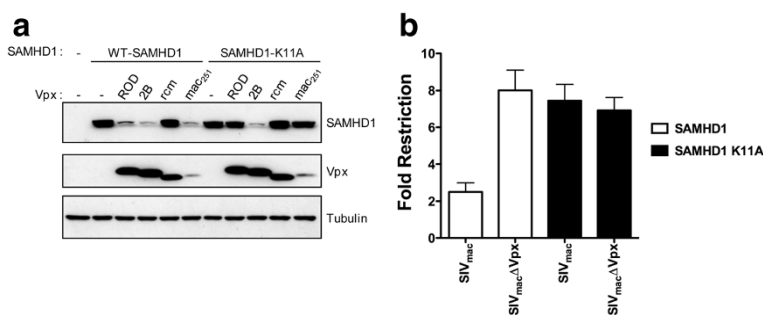 a
SAMHD1 : - WT-SAMHD1 SAMHD1-K11A
Vpx : - - ROD 2B rcm mac251 - ROD 2B rcm mac251
SAMHD1
Vpx
Tubulin
b
Fold Restriction
10
8
6
4
2
0
SIVmac
SIVmacΔVpx
SIVmac
SIVmacΔVpx
SAMHD1
SAMHD1 K11A